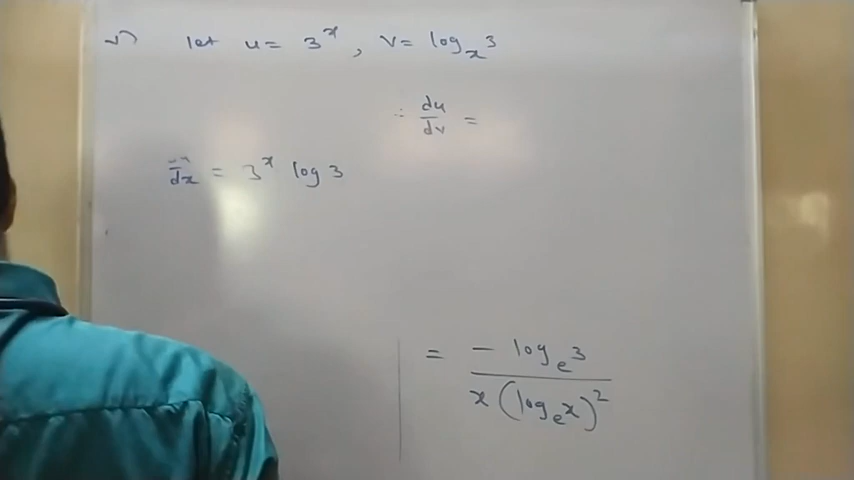 let u = 3^x , v = log_x 3
∴ du/dv =
dx = 3^x log 3
= - log_e 3 / x (log_e x)^2